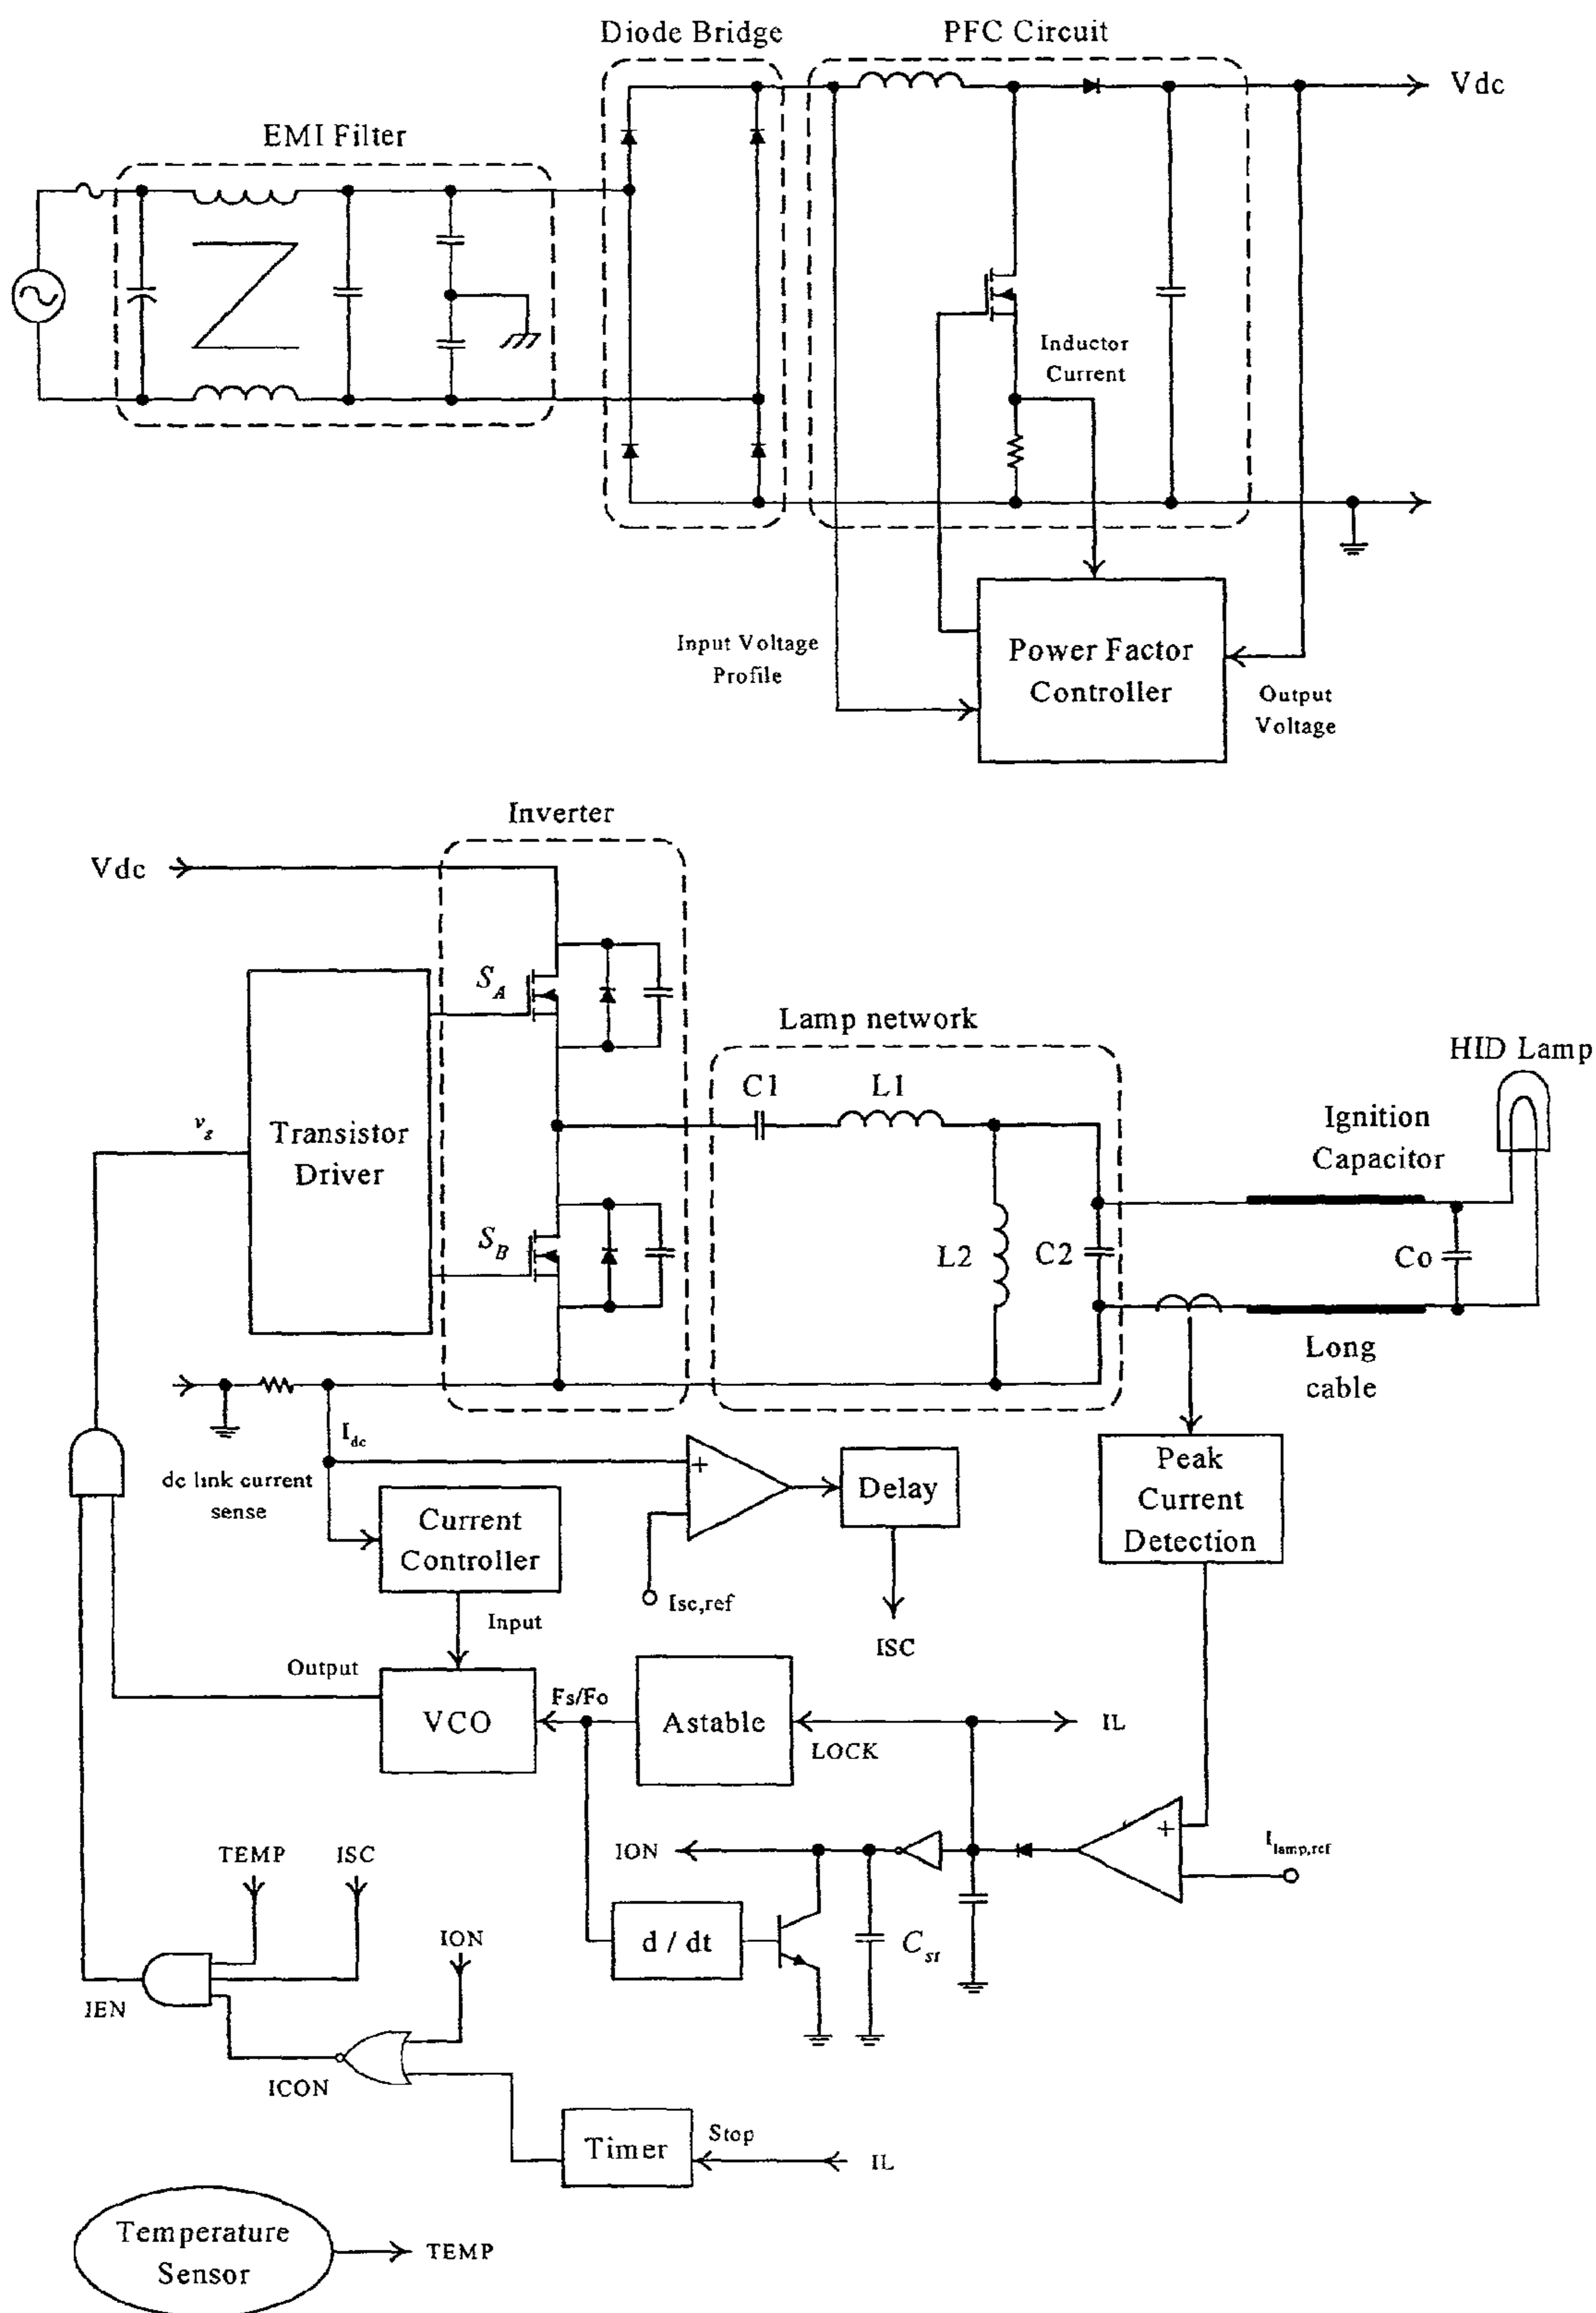 Diode Bridge
PFC Circuit
Vdc
EMI Filter
Inductor
Current
Input Voltage
Profile
Power Factor
Controller
Output
Voltage
Inverter
Vdc
S_A
Lamp network
HID Lamp
C1
L1
v_g
Transistor
Driver
Ignition
Capacitor
S_B
L2
C2
Co
Long
cable
I_dc
dc link current
sense
+
Delay
Peak
Current
Detection
Current
Controller
Isc,ref
Input
ISC
Output
VCO
Fs/Fo
Astable
LOCK
IL
TEMP
ISC
ION
+
I_lamp,ref
ION
d / dt
C_st
IEN
ICON
Timer
Stop
IL
Temperature
Sensor
TEMP